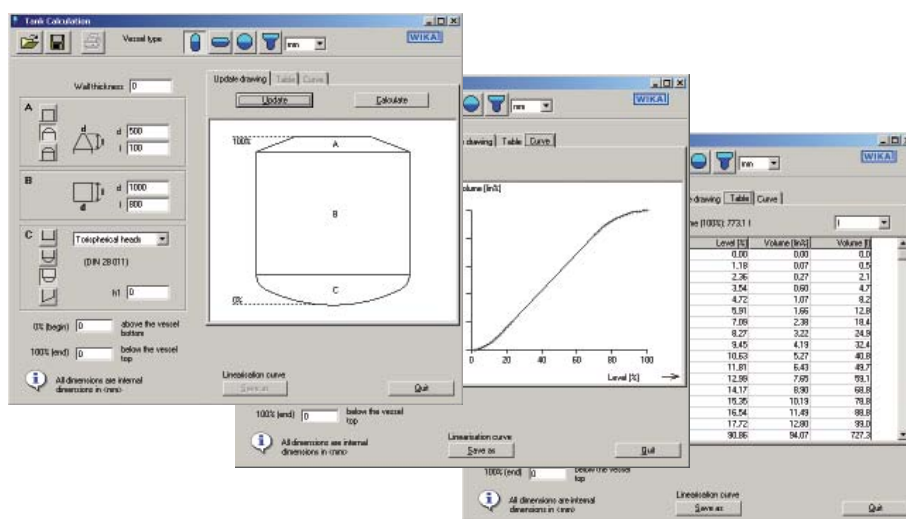 Tank Calculation
Vessel type
mm
WIKA
Wall thickness 0
Update drawing Table Curve
Update Calculate
A
d
l
d 500
l 100
B
d
l
d 1000
l 800
C
Torispherical heads
(DIN 28 011)
h1 0
100%
A
B
C
0%
0% (begin) 0 above the vessel bottom
100% (end) 0 below the vessel top
All dimensions are internal
dimensions in <mm>
Linearisation curve
Save as
Quit
mm
WIKA
drawing Table Curve
Volume [lin%]
0 20 40 60 80 100
Level [%]
100% (end) 0 below the vessel
top
All dimensions are internal
dimensions in <mm>
Linearisation curve
Save as
Quit
mm
WIKA
drawing Table Curve
(100%): 773.1 l
l
Level [%] Volume [lin%] Volume [l]
0,00 0,00 0,0
1,18 0,07 0,5
2,36 0,27 2,1
3,54 0,60 4,7
4,72 1,07 8,2
5,91 1,66 12,8
7,09 2,38 18,4
8,27 3,22 24,9
9,45 4,19 32,4
10,63 5,27 40,8
11,81 6,43 49,7
12,99 7,65 59,1
14,17 8,90 68,8
15,35 10,19 78,8
16,54 11,49 88,8
17,72 12,80 99,0
90,86 94,07 727,3
100% (end) 0 below the vessel
top
All dimensions are internal
dimensions in <mm>
Linearisation curve
Save as
Quit